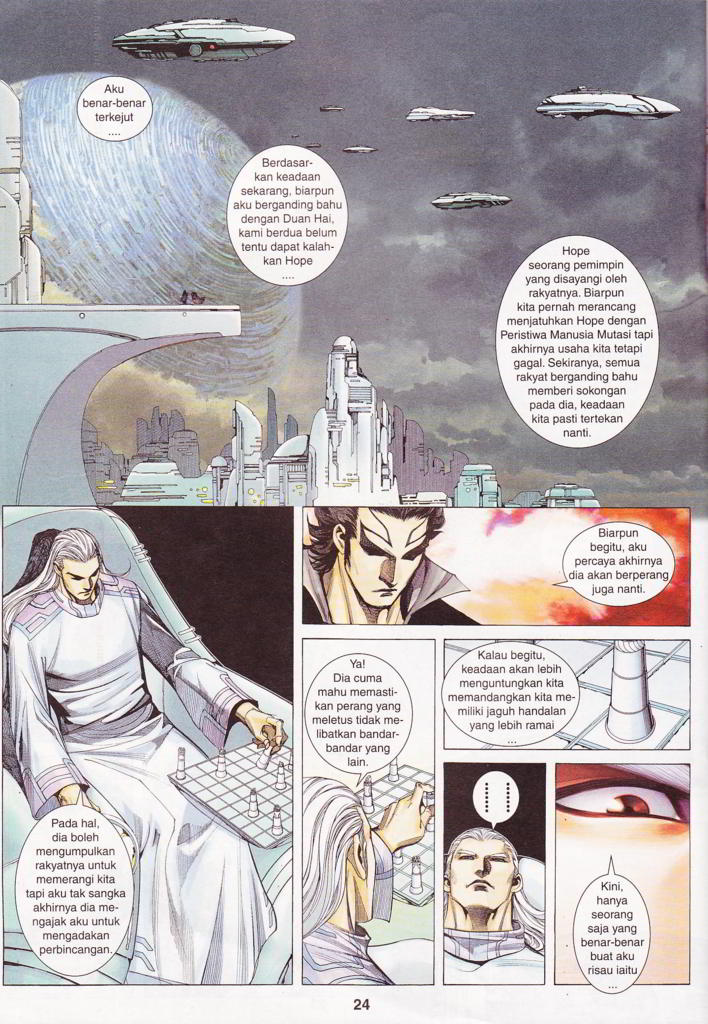 Aku
benar-benar
terkejut
....
Berdasar-
kan keadaan
sekarang, biarpun
aku berganding bahu
dengan Duan Hai,
kami berdua belum
tentu dapat kalah-
kan Hope
....
Hope
seorang pemimpin
yang disayangi oleh
rakyatnya. Biarpun
kita pernah merancang
menjatuhkan Hope dengan
Peristiwa Manusia Mutasi tapi
akhirnya usaha kita tetapi
gagal. Sekiranya, semua
rakyat berganding bahu
memberi sokongan
pada dia, keadaan
kita pasti tertekan
nanti.
Pada hal,
dia boleh
mengumpulkan
rakyatnya untuk
memerangi kita
tapi aku tak sangka
akhirnya dia me-
ngajak aku untuk
mengadakan
perbincangan.
Biarpun
begitu, aku
percaya akhirnya
dia akan berperang
juga nanti.
Ya!
Dia cuma
mahu memasti-
kan perang yang
meletus tidak me-
libatkan bandar-
bandar yang
lain.
Kalau begitu,
keadaan akan lebih
menguntungkan kita
memandangkan kita me-
miliki jaguh handalan
yang lebih ramai
...
Kini,
hanya
seorang
saja yang
benar-benar
buat aku
risau iaitu
...
24